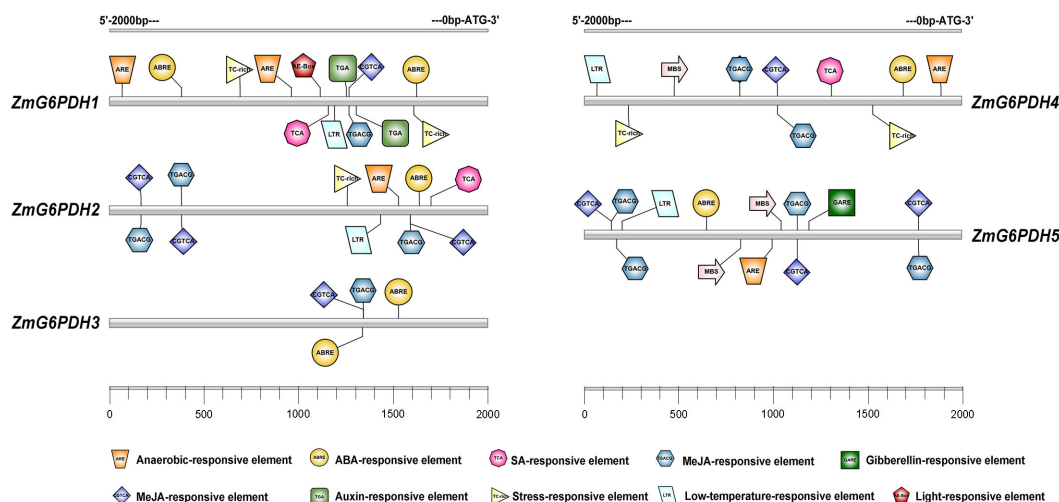 5'-2000bp--- ---0bp-ATG-3'
5'-2000bp--- ---0bp-ATG-3'
ARE ABRE TC-rich ARE AE-Box TGA CGTCA ABRE
ZmG6PDH1
TCA LTR TGACG TGA TC-rich
LTR MBS TGACG CGTCA TCA ABRE ARE
ZmG6PDH4
TC-rich TGACG TC-rich
CGTCA TGACG TC-rich ARE ABRE TCA
ZmG6PDH2
TGACG CGTCA LTR TGACG CGTCA
CGTCA TGACG LTR ABRE MBS TGACG GARE CGTCA
ZmG6PDH5
TGACG MBS ARE CGTCA TGACG
CGTCA TGACG ABRE
ZmG6PDH3
ABRE
0 500 1000 1500 2000
0 500 1000 1500 2000
ARE Anaerobic-responsive element ABRE ABA-responsive element TCA SA-responsive element TGACG MeJA-responsive element GARE Gibberellin-responsive element
CGTCA MeJA-responsive element TGA Auxin-responsive element TC-rich Stress-responsive element LTR Low-temperature-responsive element AE-Box Light-responsive element